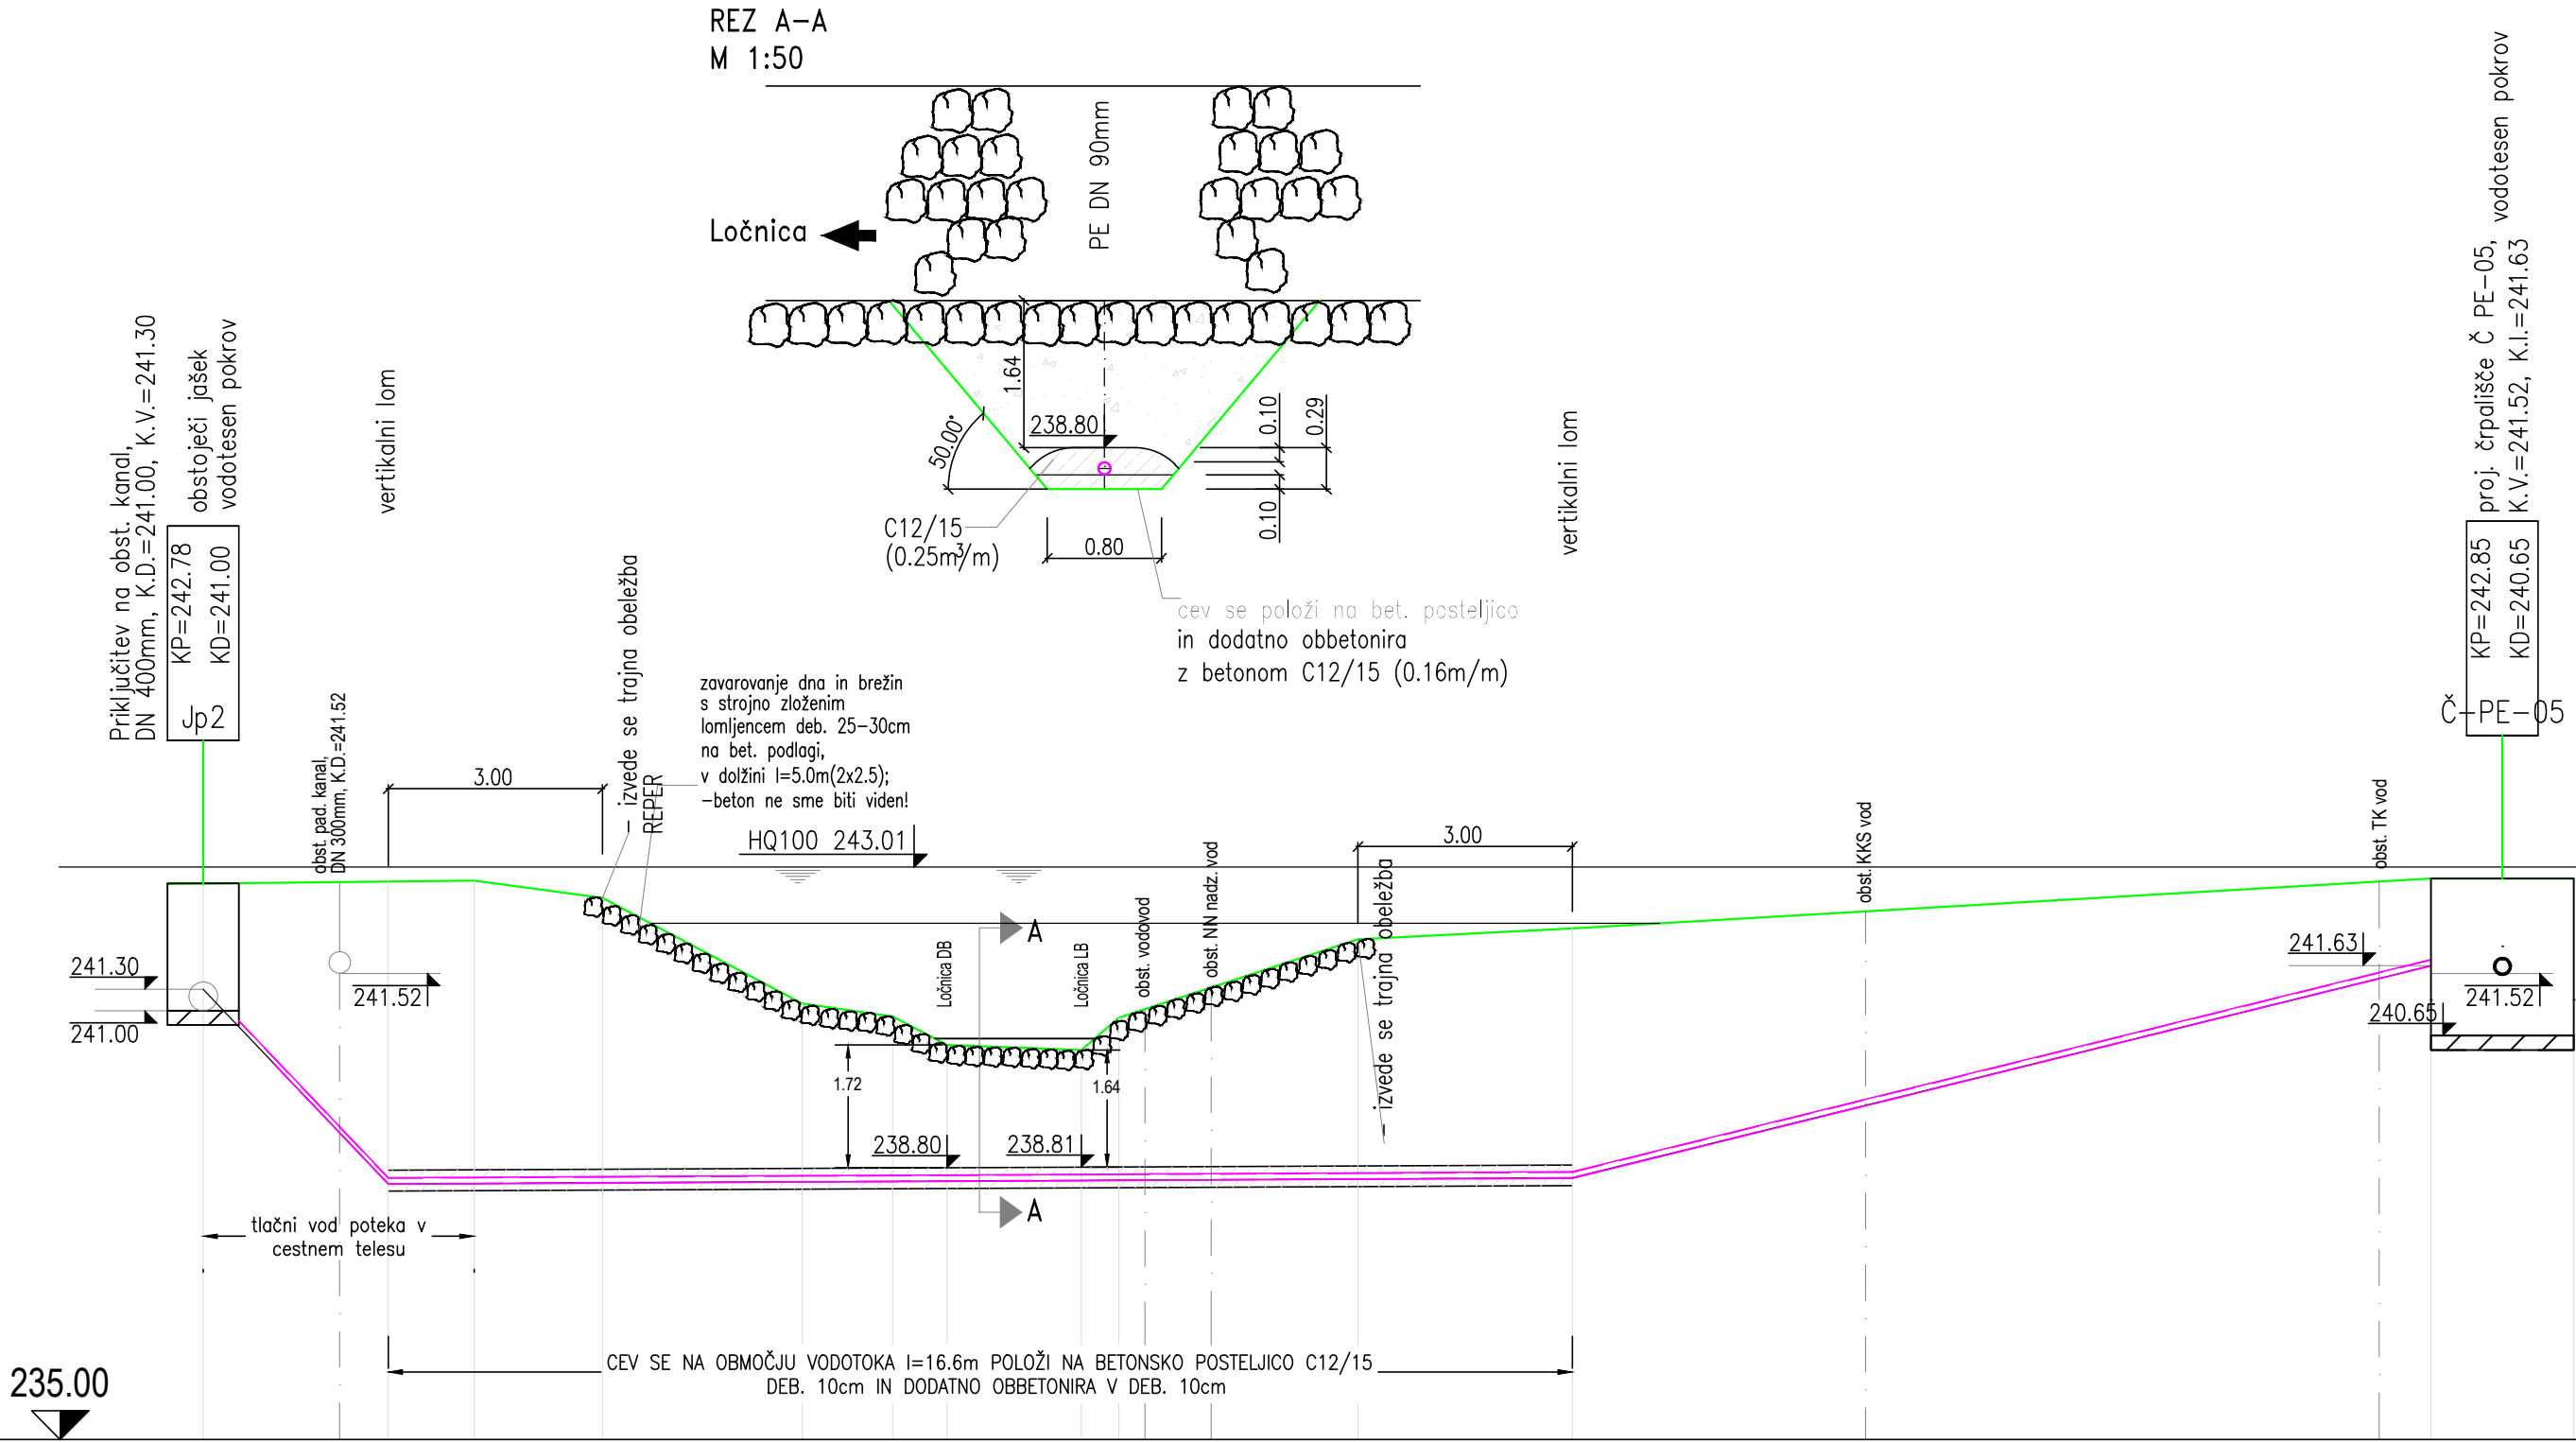 REZ A-A
M 1:50
PE DN 90mm
Ločnica
1.64
238.80
50.00°
0.10
0.29
0.10
C12/15
(0.25m³/m)
0.80
cev se položi na bet. posteljico
in dodatno obbetonira
z betonom C12/15 (0.16m/m)
Priključitev na obst. kanal,
DN 400mm, K.D.=241.00, K.V.=241.30
obstoječi jašek
vodotesen pokrov
KP=242.78
KD=241.00
Jp2
vertikalni lom
obst. pad. kanal,
DN 300mm, K.D.=241.52
3.00
- izvede se trajna obeležba
REPER
zavarovanje dna in brežin
s strojno zloženim
lomljencem deb. 25-30cm
na bet. podlagi,
v dolžini l=5.0m(2x2.5);
-beton ne sme biti viden!
HQ100 243.01
vertikalni lom
3.00
proj. črpališče Č PE-05, vodotesen pokrov
K.V.=241.52, K.I.=241.63
KP=242.85
KD=240.65
Č-PE-05
obst. KKS vod
obst. TK vod
Ločnica DB
A
Ločnica LB
obst. vodovod
obst. NN nadz. vod
- izvede se trajna obeležba
241.30
241.00
241.52
1.72
1.64
238.80
238.81
A
241.63
240.65
241.52
tlačni vod poteka v
cestnem telesu
CEV SE NA OBMOČJU VODOTOKA l=16.6m POLOŽI NA BETONSKO POSTELJICO C12/15
DEB. 10cm IN DODATNO OBBETONIRA V DEB. 10cm
235.00